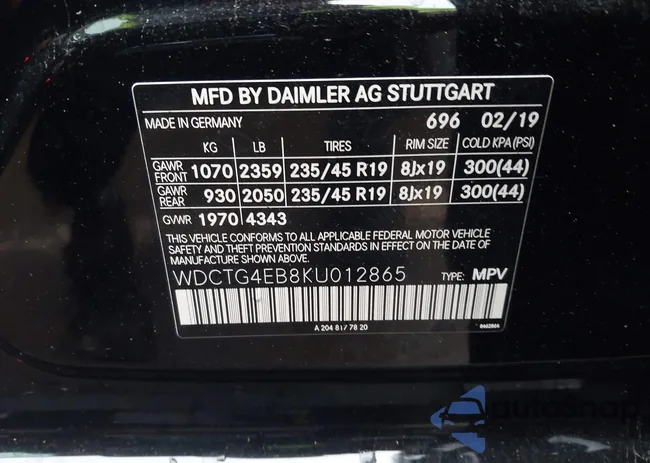 MFD BY DAIMLER AG STUTTGART
MADE IN GERMANY 696 02/19
KG LB TIRES RIM SIZE COLD KPA (PSI)
GAWR FRONT 1070 2359 235/45 R19 8Jx19 300(44)
GAWR REAR 930 2050 235/45 R19 8Jx19 300(44)
GVWR 1970 4343
THIS VEHICLE CONFORMS TO ALL APPLICABLE FEDERAL MOTOR VEHICLE
SAFETY AND THEFT PREVENTION STANDARDS IN EFFECT ON THE DATE
OF MANUFACTURE SHOWN ABOVE.
WDCTG4EB8KU012865 TYPE: MPV
A 204 817 78 20
autoSnap